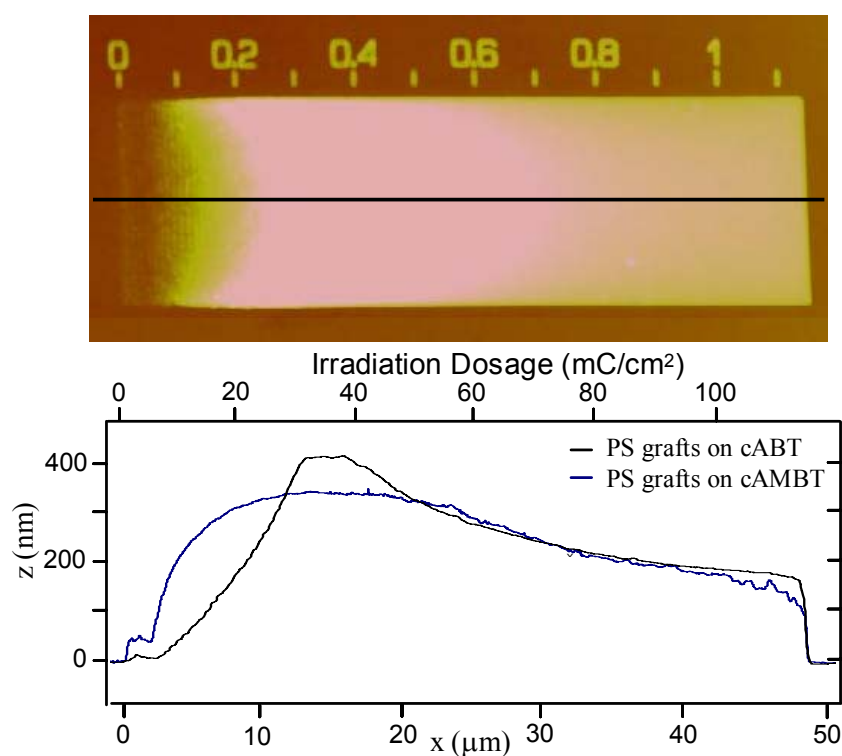 0 0.2 0.4 0.6 0.8 1
Irradiation Dosage (mC/cm²)
0 20 40 60 80 100
PS grafts on cABT
PS grafts on cAMBT
400
200
0
z (nm)
0 10 20 30 40 50
x (µm)